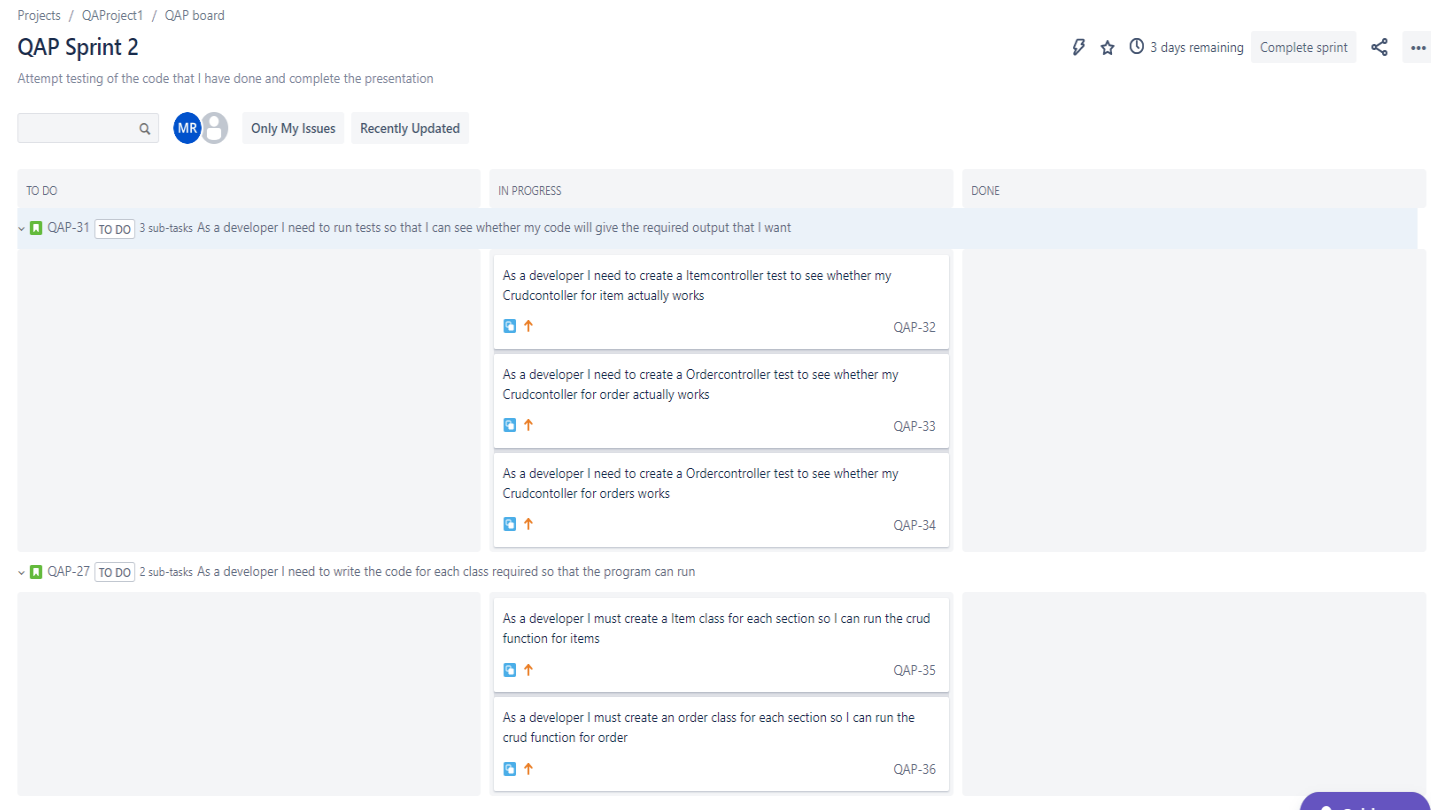 Projects / QAProject1 / QAP board
QAP Sprint 2
3 days remaining
Complete sprint
Attempt testing of the code that I have done and complete the presentation
MR
Only My Issues
Recently Updated
TO DO
IN PROGRESS
DONE
QAP-31 TO DO 3 sub-tasks As a developer I need to run tests so that I can see whether my code will give the required output that I want
As a developer I need to create a Itemcontroller test to see whether my
Crudcontoller for item actually works
QAP-32
As a developer I need to create a Ordercontroller test to see whether my
Crudcontoller for order actually works
QAP-33
As a developer I need to create a Ordercontroller test to see whether my
Crudcontoller for orders works
QAP-34
QAP-27 TO DO 2 sub-tasks As a developer I need to write the code for each class required so that the program can run
As a developer I must create a Item class for each section so I can run the crud
function for items
QAP-35
As a developer I must create an order class for each section so I can run the
crud function for order
QAP-36